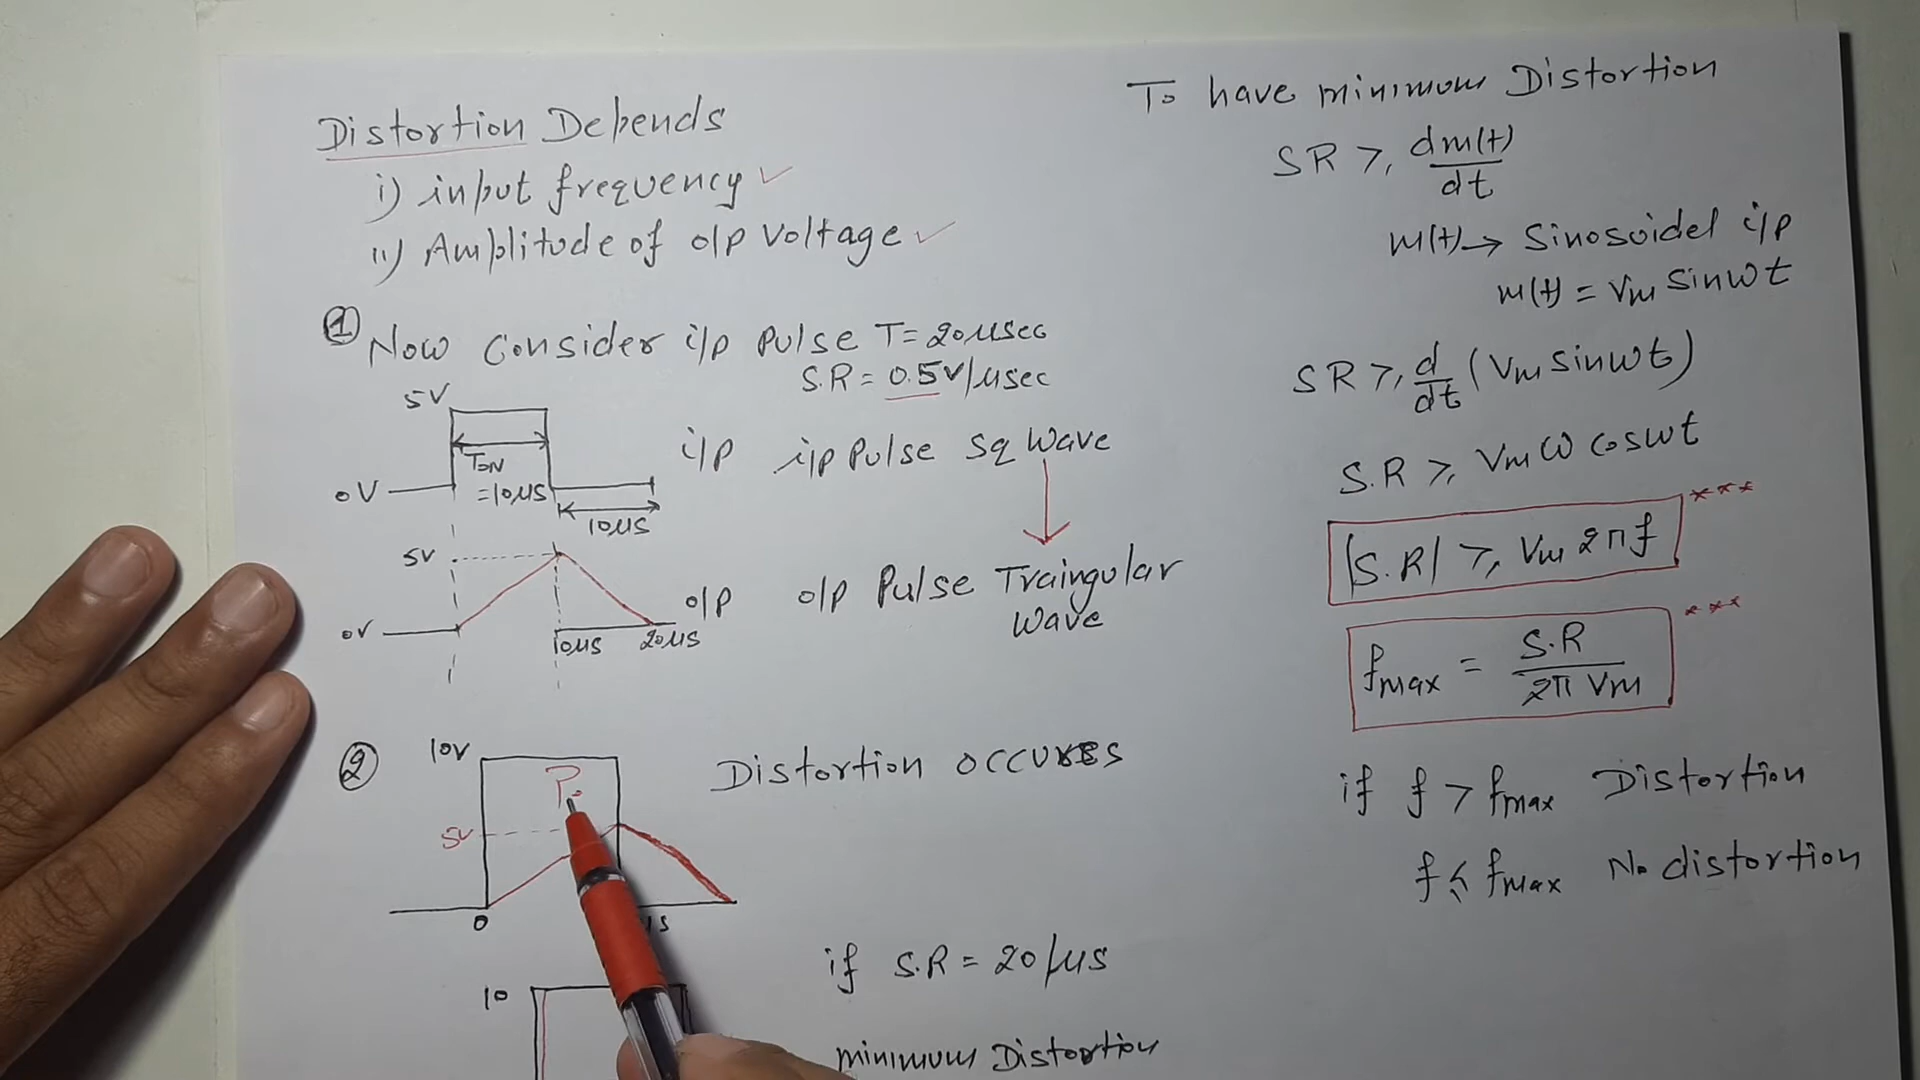 Distortion Depends
i) input frequency ✓
ii) Amplitude of o/p Voltage ✓
① Now Consider i/p Pulse T = 20 μsec
S.R = 0.5V/μsec
5V
TON
= 10μs
0V
10μs
i/p i/p Pulse Sq Wave
5V
0V
10μs 20μs
o/p o/p Pulse Traingular
Wave
②
10V
5V
0
Distortion occures
if S.R = 20/μs
10
minimum Distortion
To have minimum Distortion
SR ≥ dm(t)/dt
m(t) → Sinosoidel i/p
m(t) = Vm Sinωt
SR ≥ d/dt (Vm Sinωt)
S.R ≥ Vm ω cosωt
|S.R| ≥ Vm 2πf ***
fmax = S.R / 2π Vm ***
if f > fmax Distortion
f ≤ fmax No distortion